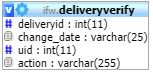 ifw.deliveryverify
deliveryid : int(11)
change_date : varchar(25)
uid : int(11)
action : varchar(255)